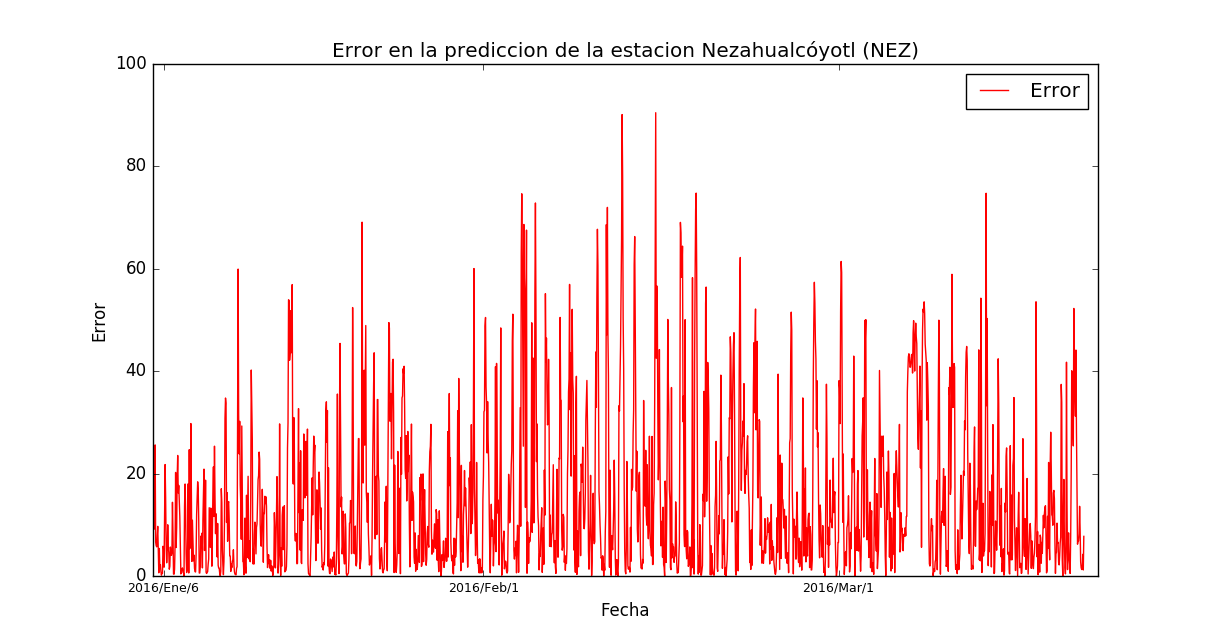 Error en la prediccion de la estacion Nezahualcóyotl (NEZ)
Error
100
80
60
40
20
0
Error
2016/Ene/6
2016/Feb/1
2016/Mar/1
Fecha